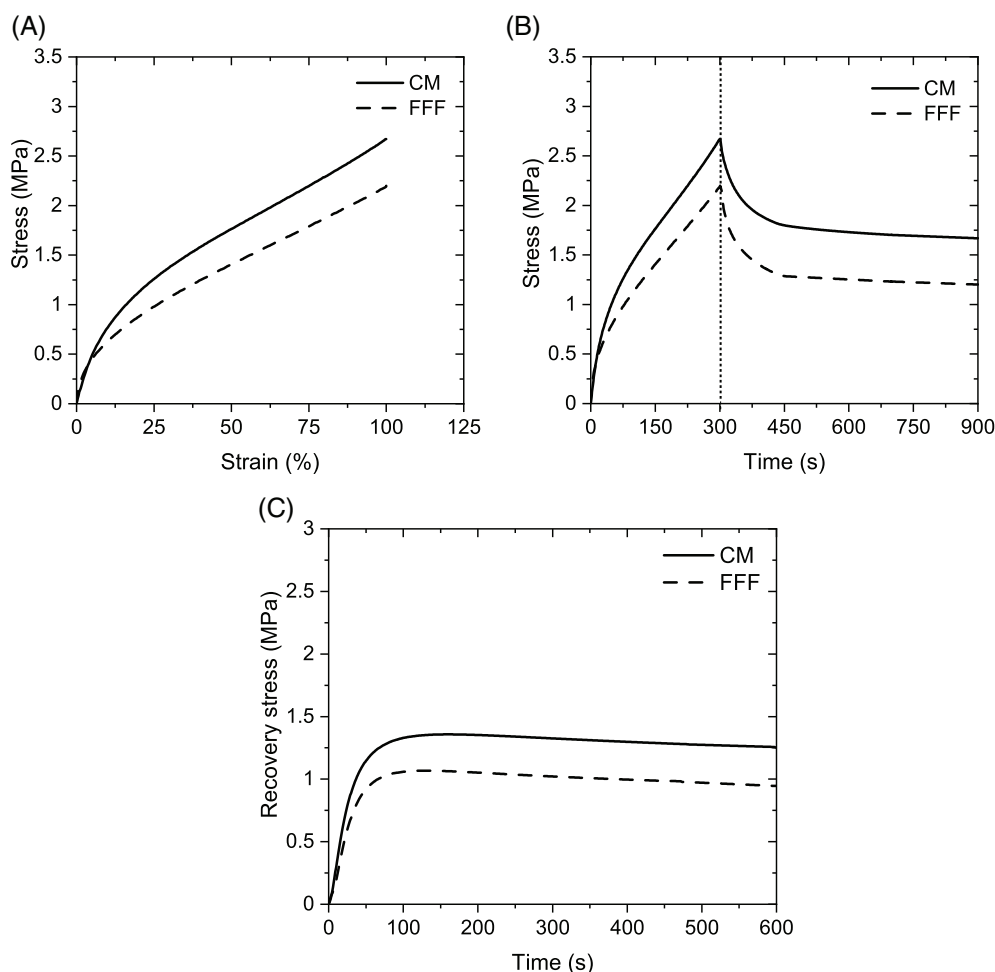 (A)
3.5
3
2.5
2
1.5
1
0.5
0
Stress (MPa)
CM
FFF
0 25 50 75 100 125
Strain (%)
(B)
3.5
3
2.5
2
1.5
1
0.5
0
Stress (MPa)
CM
FFF
0 150 300 450 600 750 900
Time (s)
(C)
3
2.5
2
1.5
1
0.5
0
Recovery stress (MPa)
CM
FFF
0 100 200 300 400 500 600
Time (s)